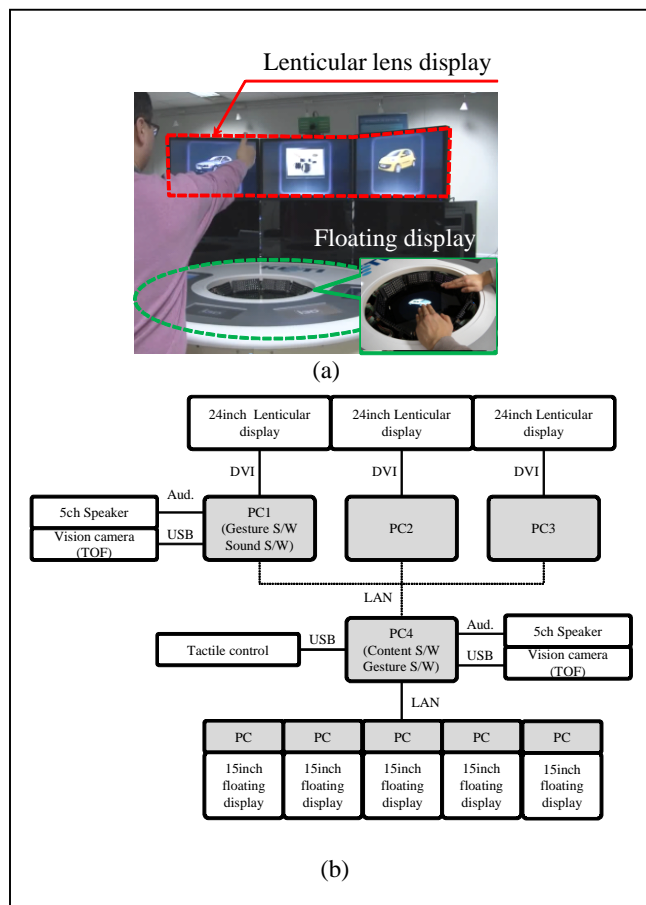 Lenticular lens display
Floating display
(a)
24inch Lenticular
display
24inch Lenticular
display
24inch Lenticular
display
DVI
DVI
DVI
5ch Speaker
Aud.
Vision camera
(TOF)
USB
PC1
(Gesture S/W
Sound S/W)
PC2
PC3
LAN
Tactile control
USB
PC4
(Content S/W
Gesture S/W)
Aud.
5ch Speaker
USB
Vision camera
(TOF)
LAN
PC
PC
PC
PC
PC
15inch
floating
display
15inch
floating
display
15inch
floating
display
15inch
floating
display
15inch
floating
display
(b)